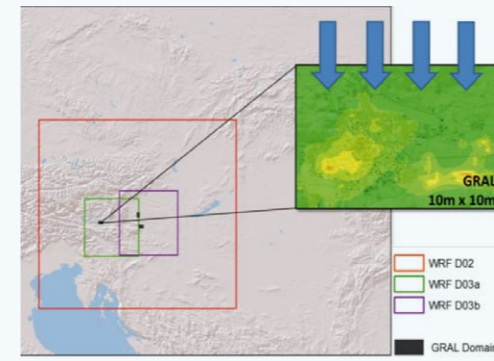 GRAL
10m x 10m
WRF D02
WRF D03a
WRF D03b
GRAL Domain